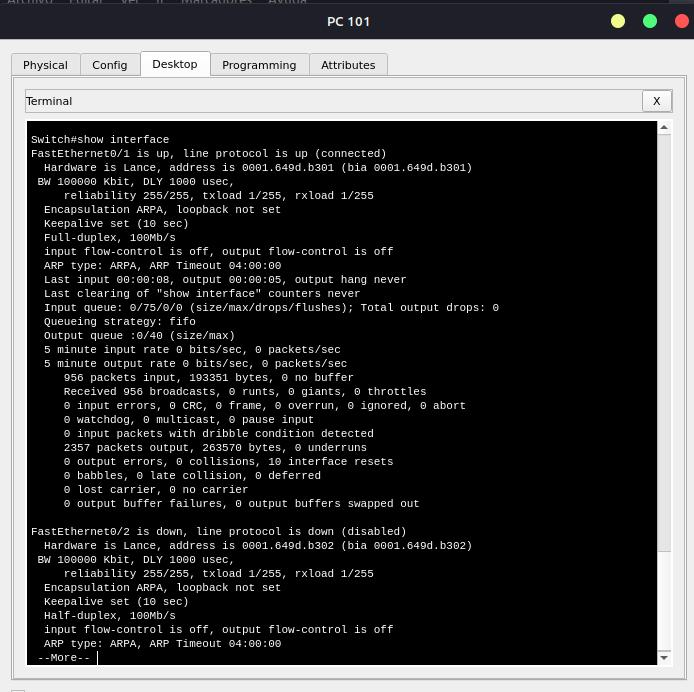 Archivo Editar Ver Ir Marcadores Ayuda
PC 101
Physical Config Desktop Programming Attributes
Terminal X
Switch#show interface
FastEthernet0/1 is up, line protocol is up (connected)
Hardware is Lance, address is 0001.649d.b301 (bia 0001.649d.b301)
BW 100000 Kbit, DLY 1000 usec,
reliability 255/255, txload 1/255, rxload 1/255
Encapsulation ARPA, loopback not set
Keepalive set (10 sec)
Full-duplex, 100Mb/s
input flow-control is off, output flow-control is off
ARP type: ARPA, ARP Timeout 04:00:00
Last input 00:00:08, output 00:00:05, output hang never
Last clearing of "show interface" counters never
Input queue: 0/75/0/0 (size/max/drops/flushes); Total output drops: 0
Queueing strategy: fifo
Output queue :0/40 (size/max)
5 minute input rate 0 bits/sec, 0 packets/sec
5 minute output rate 0 bits/sec, 0 packets/sec
956 packets input, 193351 bytes, 0 no buffer
Received 956 broadcasts, 0 runts, 0 giants, 0 throttles
0 input errors, 0 CRC, 0 frame, 0 overrun, 0 ignored, 0 abort
0 watchdog, 0 multicast, 0 pause input
0 input packets with dribble condition detected
2357 packets output, 263570 bytes, 0 underruns
0 output errors, 0 collisions, 10 interface resets
0 babbles, 0 late collision, 0 deferred
0 lost carrier, 0 no carrier
0 output buffer failures, 0 output buffers swapped out
FastEthernet0/2 is down, line protocol is down (disabled)
Hardware is Lance, address is 0001.649d.b302 (bia 0001.649d.b302)
BW 100000 Kbit, DLY 1000 usec,
reliability 255/255, txload 1/255, rxload 1/255
Encapsulation ARPA, loopback not set
Keepalive set (10 sec)
Half-duplex, 100Mb/s
input flow-control is off, output flow-control is off
ARP type: ARPA, ARP Timeout 04:00:00
--More--